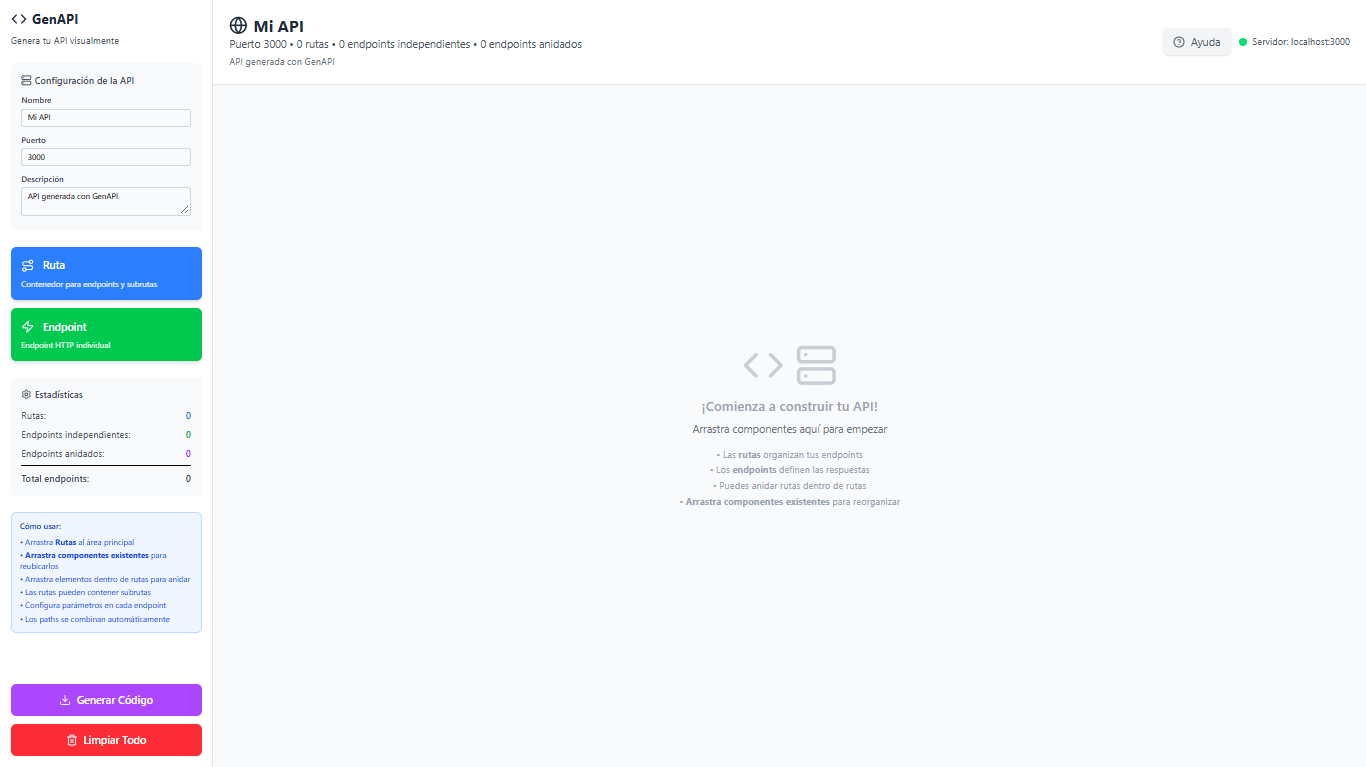 GenAPI
Genera tu API visualmente
Configuración de la API
Nombre
Mi API
Puerto
3000
Descripción
API generada con GenAPI
Ruta
Contenedor para endpoints y subrutas
Endpoint
Endpoint HTTP individual
Estadísticas
Rutas: 0
Endpoints independientes: 0
Endpoints anidados: 0
Total endpoints: 0
Cómo usar:
• Arrastra Rutas al área principal
• Arrastra componentes existentes para
reubicarlos
• Arrastra elementos dentro de rutas para anidar
• Las rutas pueden contener subrutas
• Configura parámetros en cada endpoint
• Los paths se combinan automáticamente
Generar Código
Limpiar Todo
Mi API
Puerto 3000 • 0 rutas • 0 endpoints independientes • 0 endpoints anidados
API generada con GenAPI
Ayuda
Servidor: localhost:3000
¡Comienza a construir tu API!
Arrastra componentes aquí para empezar
• Las rutas organizan tus endpoints
• Los endpoints definen las respuestas
• Puedes anidar rutas dentro de rutas
• Arrastra componentes existentes para reorganizar